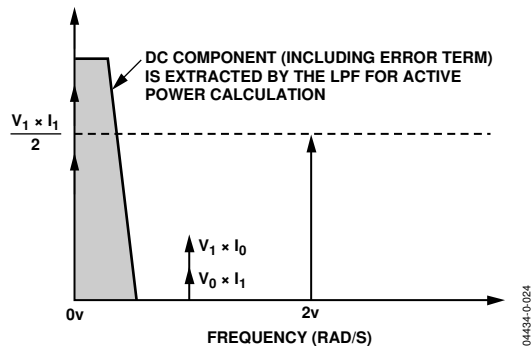 DC COMPONENT (INCLUDING ERROR TERM)
IS EXTRACTED BY THE LPF FOR ACTIVE
POWER CALCULATION
V₁ × I₁
2
V₁ × I₀
V₀ × I₁
0v
2v
FREQUENCY (RAD/S)
04434-0-024